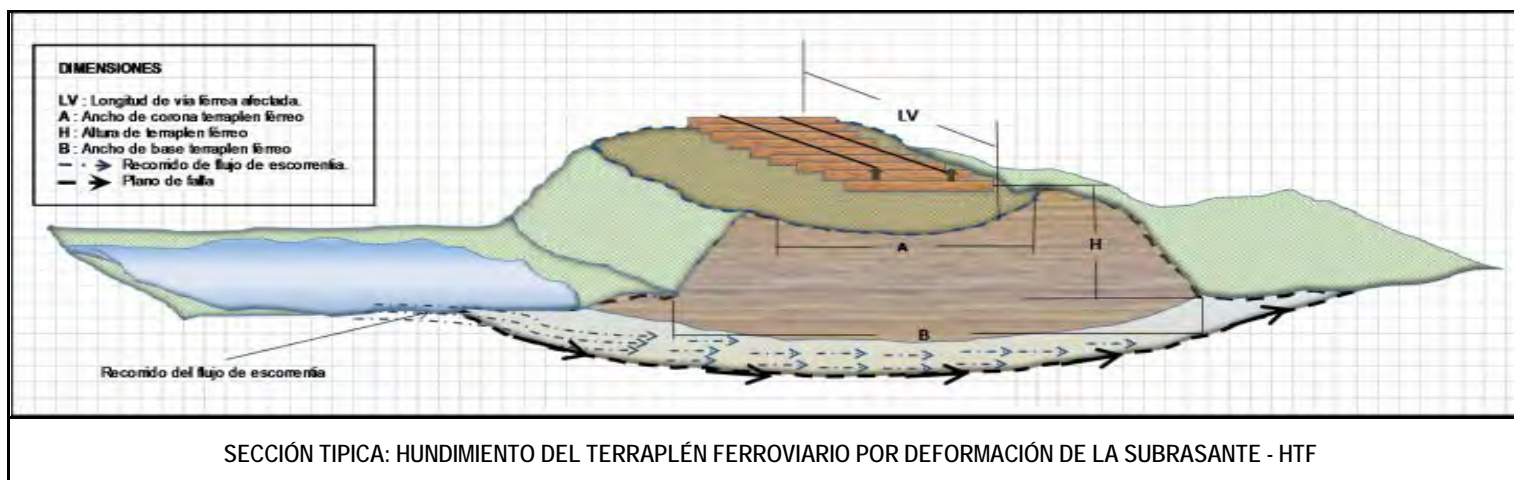 DIMENSIONES
LV : Longitud de vía férrea afectada.
A : Ancho de corona terraplen férreo
H : Altura de terraplen férreo
B : Ancho de base terraplen férreo
Recorrido de flujo de escorrentía.
Plano de falla
LV
A
H
B
Recorrido del flujo de escorrentía
SECCIÓN TIPICA: HUNDIMIENTO DEL TERRAPLÉN FERROVIARIO POR DEFORMACIÓN DE LA SUBRASANTE - HTF